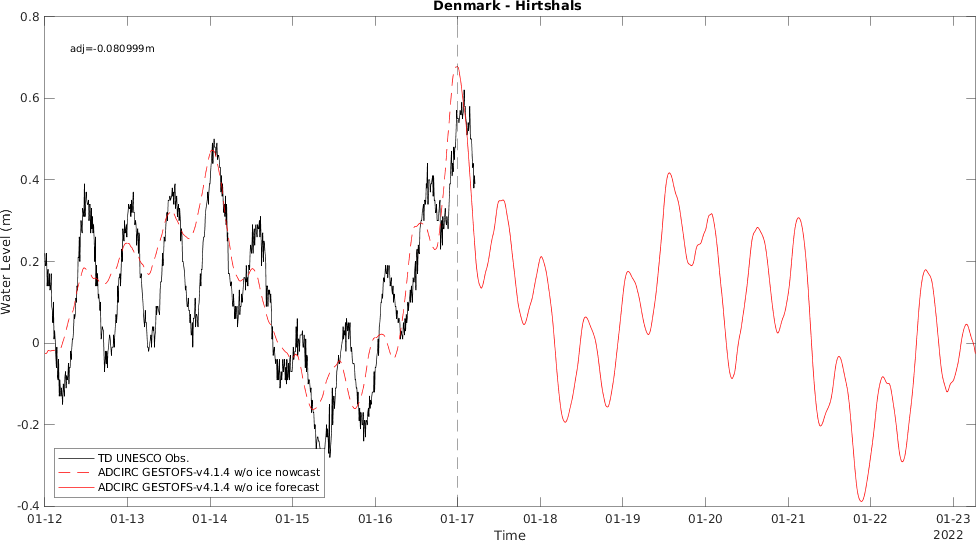 Denmark - Hirtshals
adj=-0.080999m
Water Level (m)
0.8
0.6
0.4
0.2
0
-0.2
-0.4
TD UNESCO Obs.
ADCIRC GESTOFS-v4.1.4 w/o ice nowcast
ADCIRC GESTOFS-v4.1.4 w/o ice forecast
01-12 01-13 01-14 01-15 01-16 01-17 01-18 01-19 01-20 01-21 01-22 01-23
Time
2022